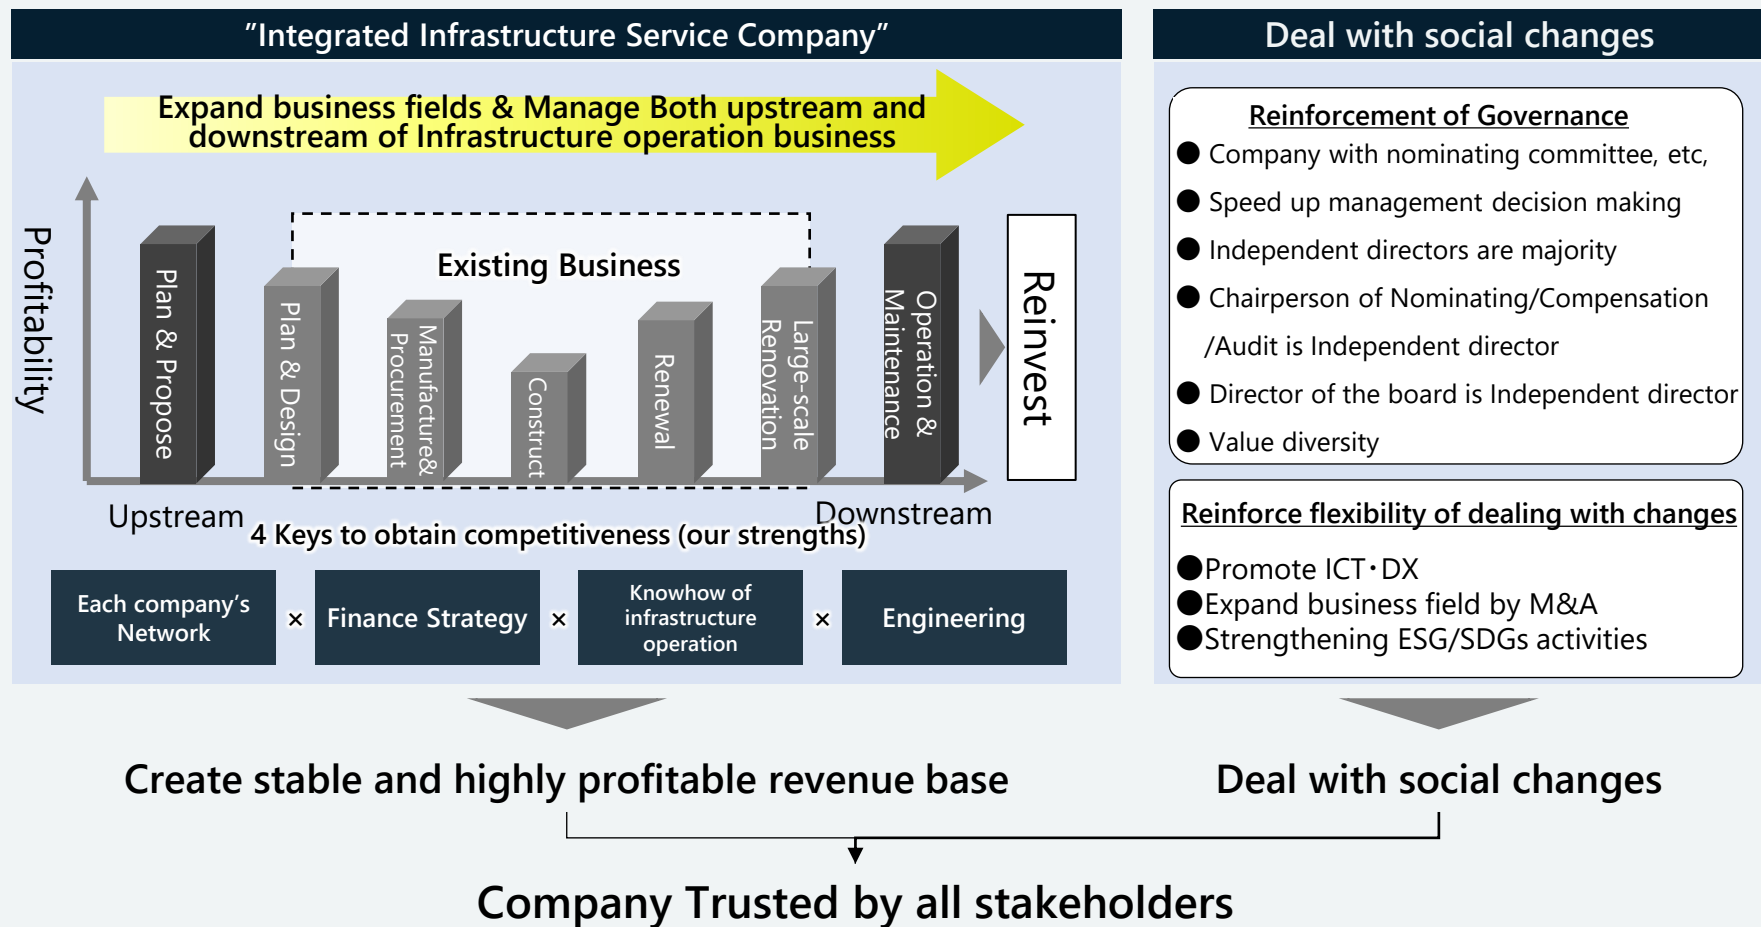 ”Integrated Infrastructure Service Company”
Expand business fields & Manage Both upstream and
downstream of Infrastructure operation business
Profitability
Existing Business
Plan & Propose
Plan & Design
Manufacture&
Procurement
Construct
Renewal
Large-scale
Renovation
Operation &
Maintenance
Reinvest
Upstream
Downstream
4 Keys to obtain competitiveness (our strengths)
Each company’s
Network
×
Finance Strategy
×
Knowhow of
infrastructure
operation
×
Engineering
Deal with social changes
Reinforcement of Governance
● Company with nominating committee, etc,
● Speed up management decision making
● Independent directors are majority
● Chairperson of Nominating/Compensation
/Audit is Independent director
● Director of the board is Independent director
● Value diversity
Reinforce flexibility of dealing with changes
●Promote ICT・DX
●Expand business field by M&A
●Strengthening ESG/SDGs activities
Create stable and highly profitable revenue base
Deal with social changes
Company Trusted by all stakeholders